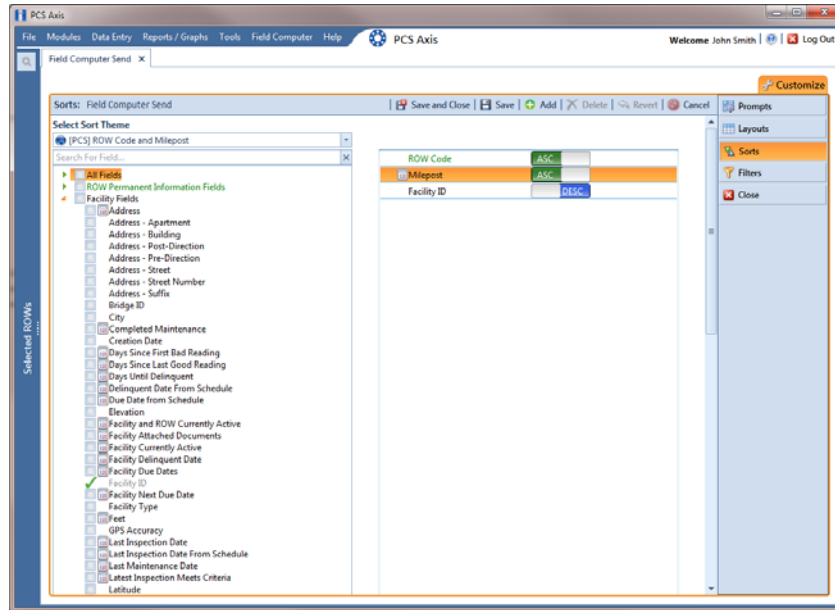 PCS Axis
File Modules Data Entry Reports / Graphs Tools Field Computer Help PCS Axis Welcome John Smith Log Out
Field Computer Send X
Customize
Sorts: Field Computer Send Save and Close Save Add Delete Revert Cancel
Prompts
Layouts
Sorts
Filters
Close
Select Sort Theme
[PCS] ROW Code and Milepost
Search For Field...
All Fields
ROW Permanent Information Fields
Facility Fields
Address
Address - Apartment
Address - Building
Address - Post-Direction
Address - Pre-Direction
Address - Street
Address - Street Number
Address - Suffix
Bridge ID
City
Completed Maintenance
Creation Date
Days Since First Bad Reading
Days Since Last Good Reading
Days Until Delinquent
Delinquent Date From Schedule
Due Date from Schedule
Elevation
Facility and ROW Currently Active
Facility Attached Documents
Facility Currently Active
Facility Delinquent Date
Facility Due Dates
Facility ID
Facility Next Due Date
Facility Type
Feet
GPS Accuracy
Last Inspection Date
Last Inspection Date From Schedule
Last Maintenance Date
Latest Inspection Meets Criteria
Latitude
ROW Code ASC
Milepost ASC
Facility ID DESC..
Selected ROWs